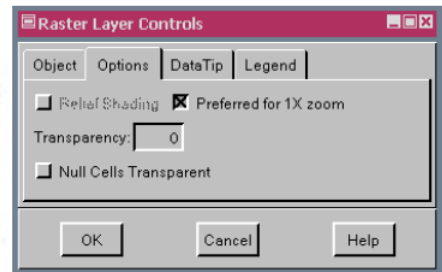 Raster Layer Controls
Object Options DataTip Legend
Relief Shading Preferred for 1X zoom
Transparency: 0
Null Cells Transparent
OK Cancel Help